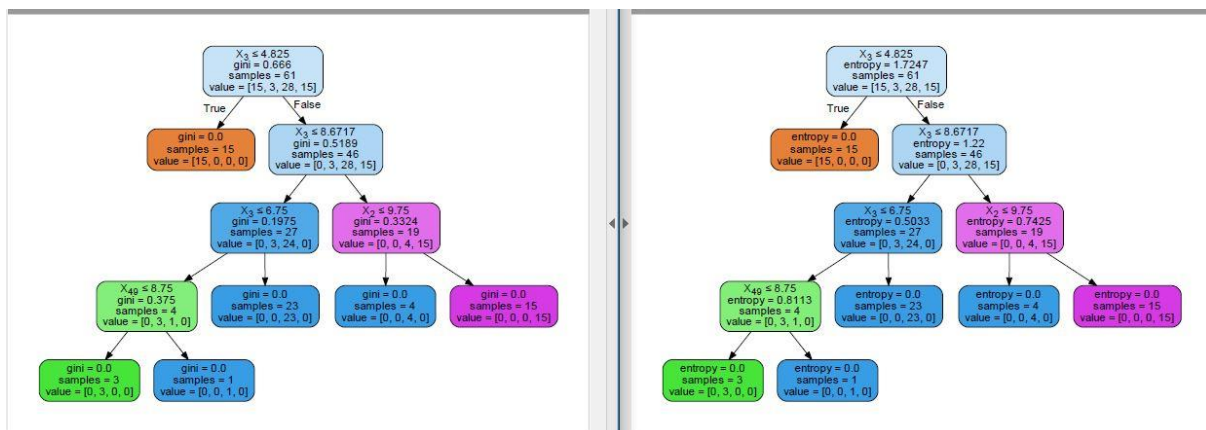 X3 ≤ 4.825
gini = 0.666
samples = 61
value = [15, 3, 28, 15]
True
False
gini = 0.0
samples = 15
value = [15, 0, 0, 0]
X3 ≤ 8.6717
gini = 0.5189
samples = 46
value = [0, 3, 28, 15]
X3 ≤ 6.75
gini = 0.1975
samples = 27
value = [0, 3, 24, 0]
X2 ≤ 9.75
gini = 0.3324
samples = 19
value = [0, 0, 4, 15]
X49 ≤ 8.75
gini = 0.375
samples = 4
value = [0, 3, 1, 0]
gini = 0.0
samples = 23
value = [0, 0, 23, 0]
gini = 0.0
samples = 4
value = [0, 0, 4, 0]
gini = 0.0
samples = 15
value = [0, 0, 0, 15]
gini = 0.0
samples = 3
value = [0, 3, 0, 0]
gini = 0.0
samples = 1
value = [0, 0, 1, 0]
X3 ≤ 4.825
entropy = 1.7247
samples = 61
value = [15, 3, 28, 15]
True
False
entropy = 0.0
samples = 15
value = [15, 0, 0, 0]
X3 ≤ 8.6717
entropy = 1.22
samples = 46
value = [0, 3, 28, 15]
X3 ≤ 6.75
entropy = 0.5033
samples = 27
value = [0, 3, 24, 0]
X2 ≤ 9.75
entropy = 0.7425
samples = 19
value = [0, 0, 4, 15]
X49 ≤ 8.75
entropy = 0.8113
samples = 4
value = [0, 3, 1, 0]
entropy = 0.0
samples = 23
value = [0, 0, 23, 0]
entropy = 0.0
samples = 4
value = [0, 0, 4, 0]
entropy = 0.0
samples = 15
value = [0, 0, 0, 15]
entropy = 0.0
samples = 3
value = [0, 3, 0, 0]
entropy = 0.0
samples = 1
value = [0, 0, 1, 0]